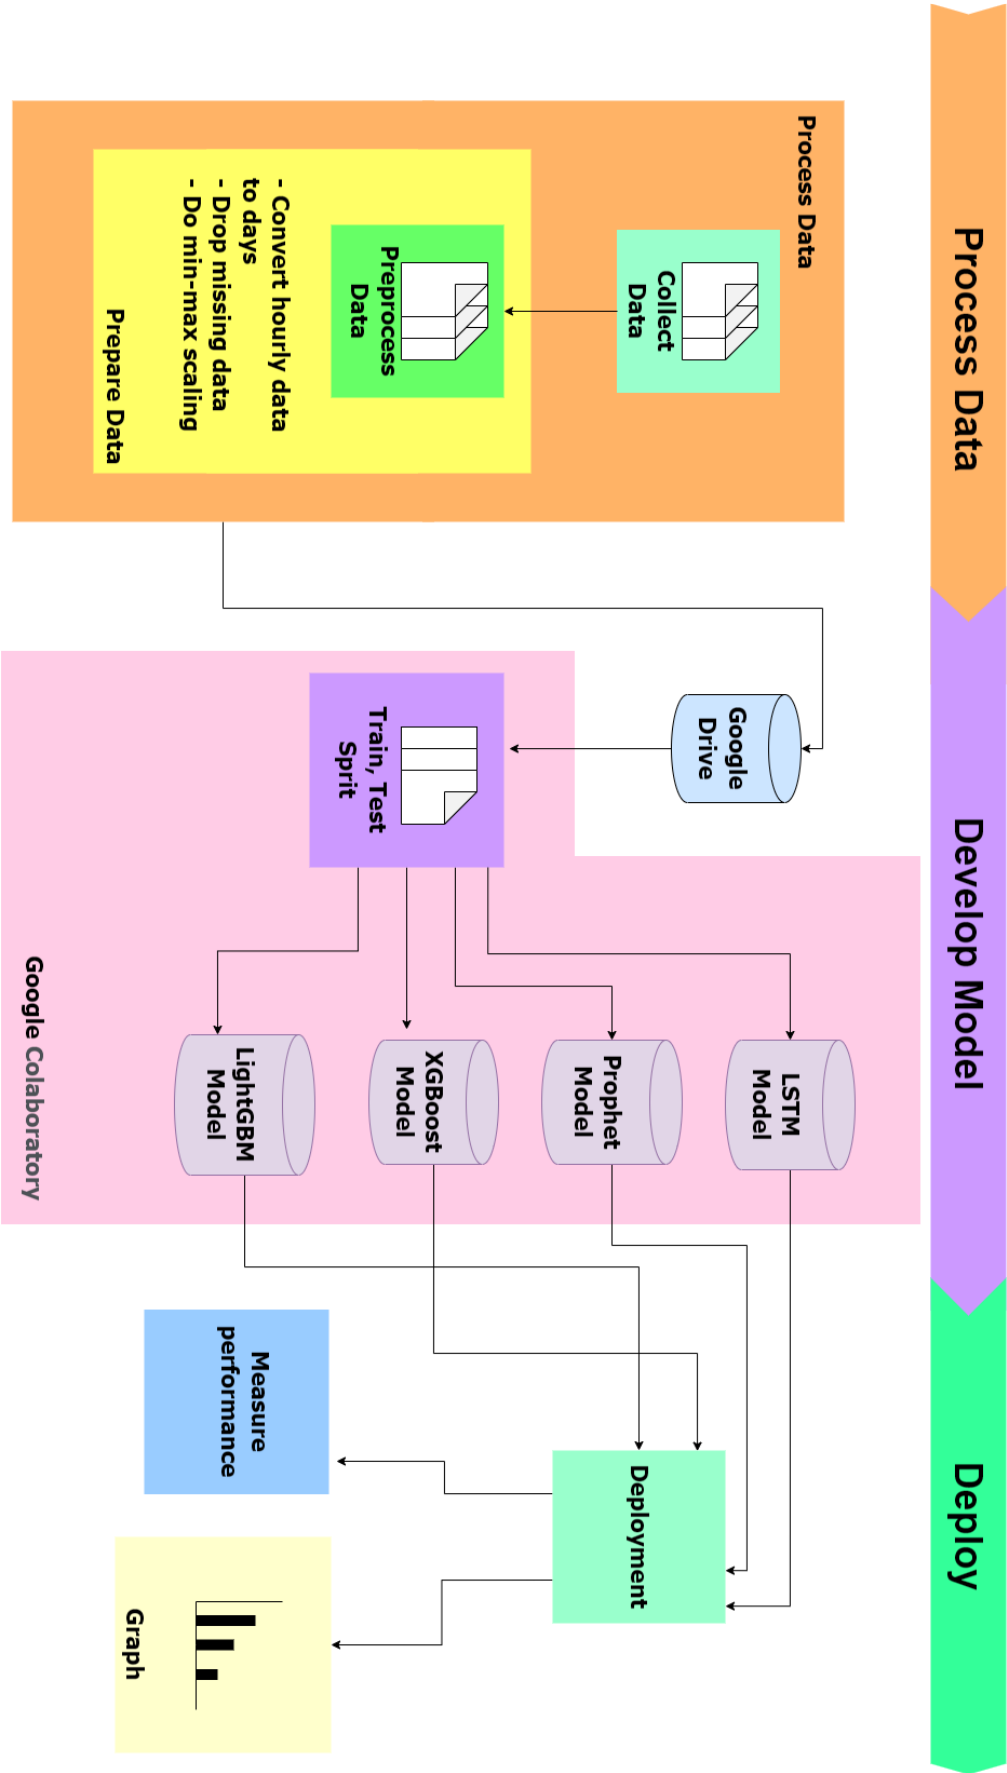 Process Data
Develop Model
Deploy
Process Data
Collect
Data
Preprocess
Data
- Convert hourly data
to days
- Drop missing data
- Do min-max scaling
Prepare Data
Google
Drive
Train, Test
Sprit
LSTM
Model
Prophet
Model
XGBoost
Model
LightGBM
Model
Google Colaboratory
Deployment
Measure
performance
Graph